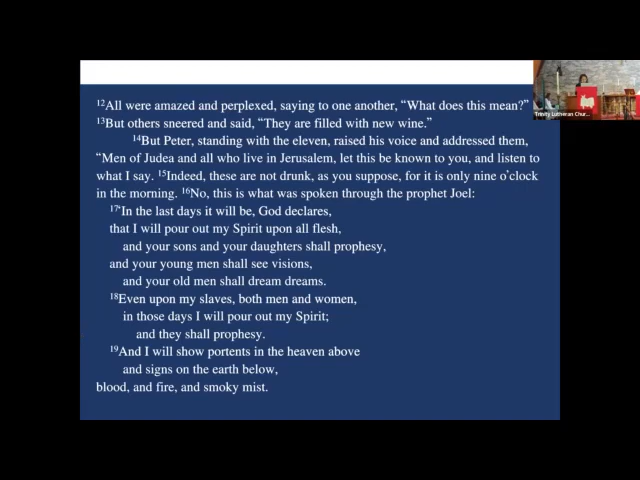 ¹²All were amazed and perplexed, saying to one another, “What does this mean?”
¹³But others sneered and said, “They are filled with new wine.”
¹⁴But Peter, standing with the eleven, raised his voice and addressed them,
“Men of Judea and all who live in Jerusalem, let this be known to you, and listen to
what I say. ¹⁵Indeed, these are not drunk, as you suppose, for it is only nine o’clock
in the morning. ¹⁶No, this is what was spoken through the prophet Joel:
¹⁷‘In the last days it will be, God declares,
that I will pour out my Spirit upon all flesh,
and your sons and your daughters shall prophesy,
and your young men shall see visions,
and your old men shall dream dreams.
¹⁸Even upon my slaves, both men and women,
in those days I will pour out my Spirit;
and they shall prophesy.
¹⁹And I will show portents in the heaven above
and signs on the earth below,
blood, and fire, and smoky mist.
Trinity Lutheran Chur...